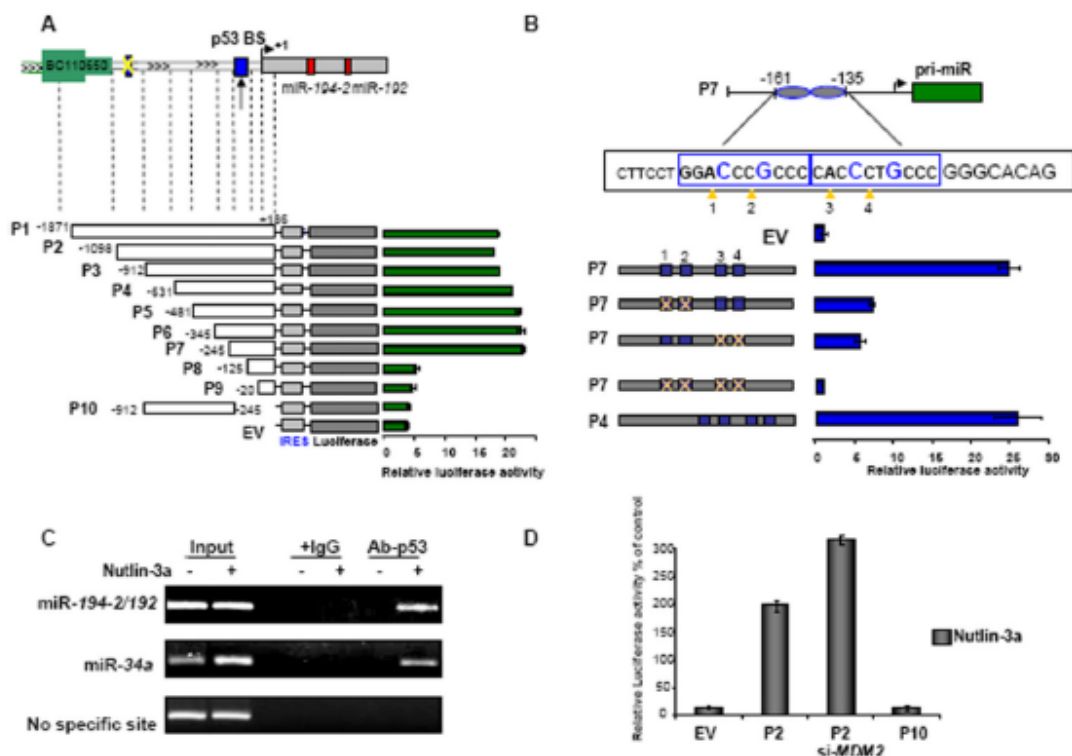 A
p53 BS
+1
BC110650
>>>
>>>
>>>
miR-194-2 miR-192
+186
P1 -1871
P2 -1098
P3 -912
P4 -631
P5 -481
P6 -345
P7 -245
P8 -125
P9 -20
P10 -912 -245
EV
IRES Luciferase
0 5 10 15 20 25
Relative luciferase activity
B
-161 -135 pri-miR
P7
CTTCCT GGACCCGCCC CACCCTGCCC GGGCACAG
1 2 3 4
EV
1 2 3 4
P7
P7
P7
P7
P4
0 5 10 15 20 30
Relative luciferase activity
C
Input +IgG Ab-p53
Nutlin-3a - + - + - +
miR-194-2/192
miR-34a
No specific site
D
Relative Luciferase activity % of control
300
250
200
150
100
50
0
Nutlin-3a
EV P2 P2 P10
si-MDM2